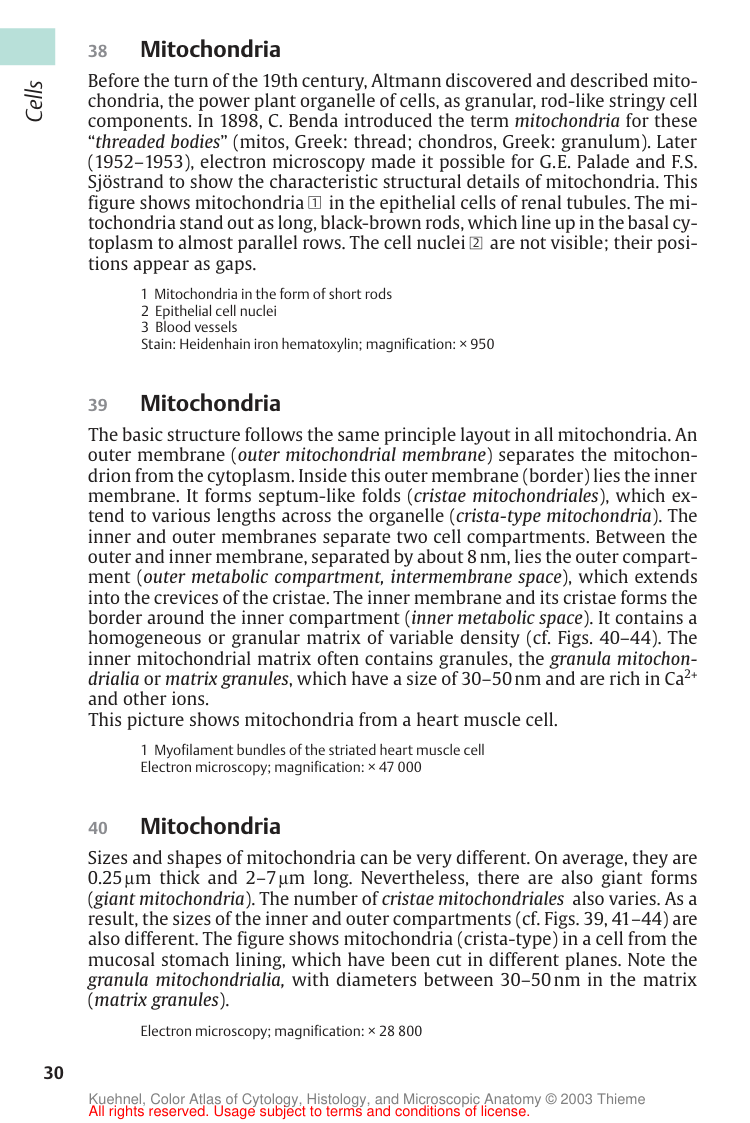 Cells
38 Mitochondria
Before the turn of the 19th century, Altmann discovered and described mito-
chondria, the power plant organelle of cells, as granular, rod-like stringy cell
components. In 1898, C. Benda introduced the term mitochondria for these
“threaded bodies” (mitos, Greek: thread; chondros, Greek: granulum). Later
(1952–1953), electron microscopy made it possible for G.E. Palade and F.S.
Sjöstrand to show the characteristic structural details of mitochondria. This
figure shows mitochondria 1 in the epithelial cells of renal tubules. The mi-
tochondria stand out as long, black-brown rods, which line up in the basal cy-
toplasm to almost parallel rows. The cell nuclei 2 are not visible; their posi-
tions appear as gaps.
1 Mitochondria in the form of short rods
2 Epithelial cell nuclei
3 Blood vessels
Stain: Heidenhain iron hematoxylin; magnification: × 950
39 Mitochondria
The basic structure follows the same principle layout in all mitochondria. An
outer membrane (outer mitochondrial membrane) separates the mitochon-
drion from the cytoplasm. Inside this outer membrane (border) lies the inner
membrane. It forms septum-like folds (cristae mitochondriales), which ex-
tend to various lengths across the organelle (crista-type mitochondria). The
inner and outer membranes separate two cell compartments. Between the
outer and inner membrane, separated by about 8 nm, lies the outer compart-
ment (outer metabolic compartment, intermembrane space), which extends
into the crevices of the cristae. The inner membrane and its cristae forms the
border around the inner compartment (inner metabolic space). It contains a
homogeneous or granular matrix of variable density (cf. Figs. 40–44). The
inner mitochondrial matrix often contains granules, the granula mitochon-
drialia or matrix granules, which have a size of 30–50 nm and are rich in Ca²⁺
and other ions.
This picture shows mitochondria from a heart muscle cell.
1 Myofilament bundles of the striated heart muscle cell
Electron microscopy; magnification: × 47 000
40 Mitochondria
Sizes and shapes of mitochondria can be very different. On average, they are
0.25 μm thick and 2–7 μm long. Nevertheless, there are also giant forms
(giant mitochondria). The number of cristae mitochondriales also varies. As a
result, the sizes of the inner and outer compartments (cf. Figs. 39, 41–44) are
also different. The figure shows mitochondria (crista-type) in a cell from the
mucosal stomach lining, which have been cut in different planes. Note the
granula mitochondrialia, with diameters between 30–50 nm in the matrix
(matrix granules).
Electron microscopy; magnification: × 28 800
30
Kuehnel, Color Atlas of Cytology, Histology, and Microscopic Anatomy © 2003 Thieme
All rights reserved. Usage subject to terms and conditions of license.